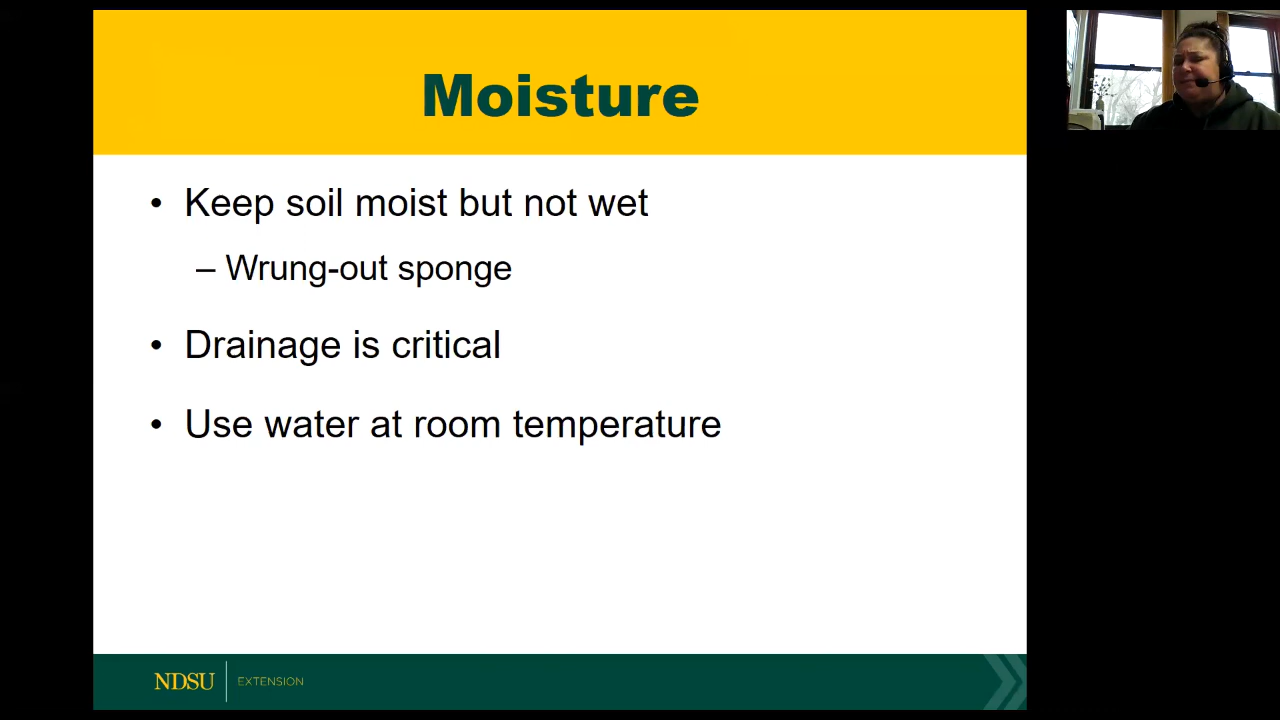 Moisture
• Keep soil moist but not wet
– Wrung-out sponge
• Drainage is critical
• Use water at room temperature
NDSU EXTENSION